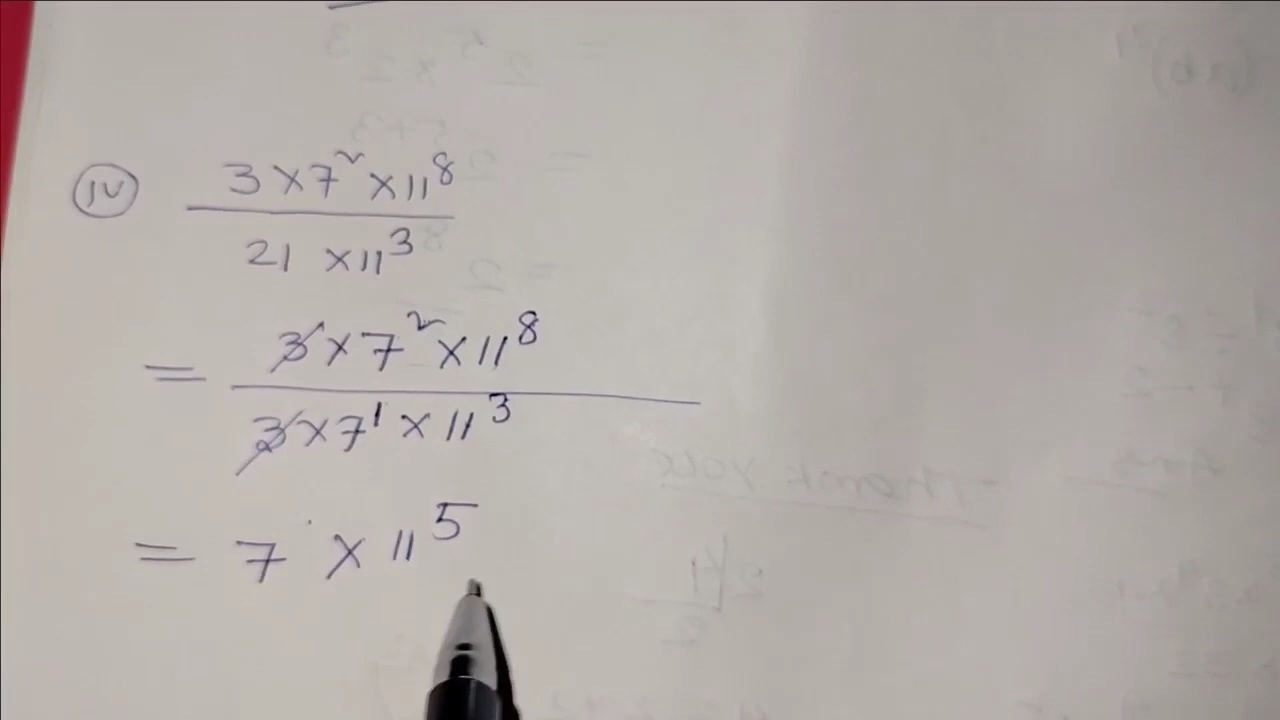 (iv) 3 × 7² × 11⁸
21 × 11³
= 3 × 7² × 11⁸
3 × 7¹ × 11³
= 7 × 11⁵